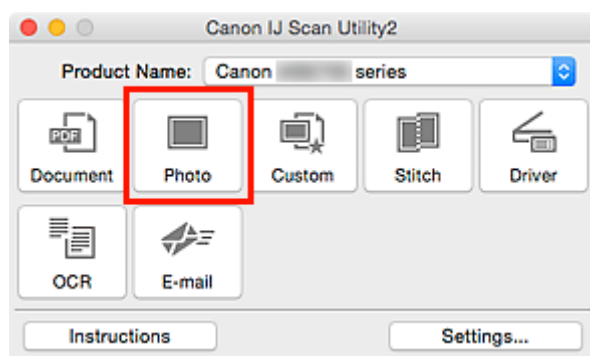 Canon IJ Scan Utility2
Product Name: Canon series
PDF
Document Photo Custom Stitch Driver
OCR E-mail
Instructions Settings...